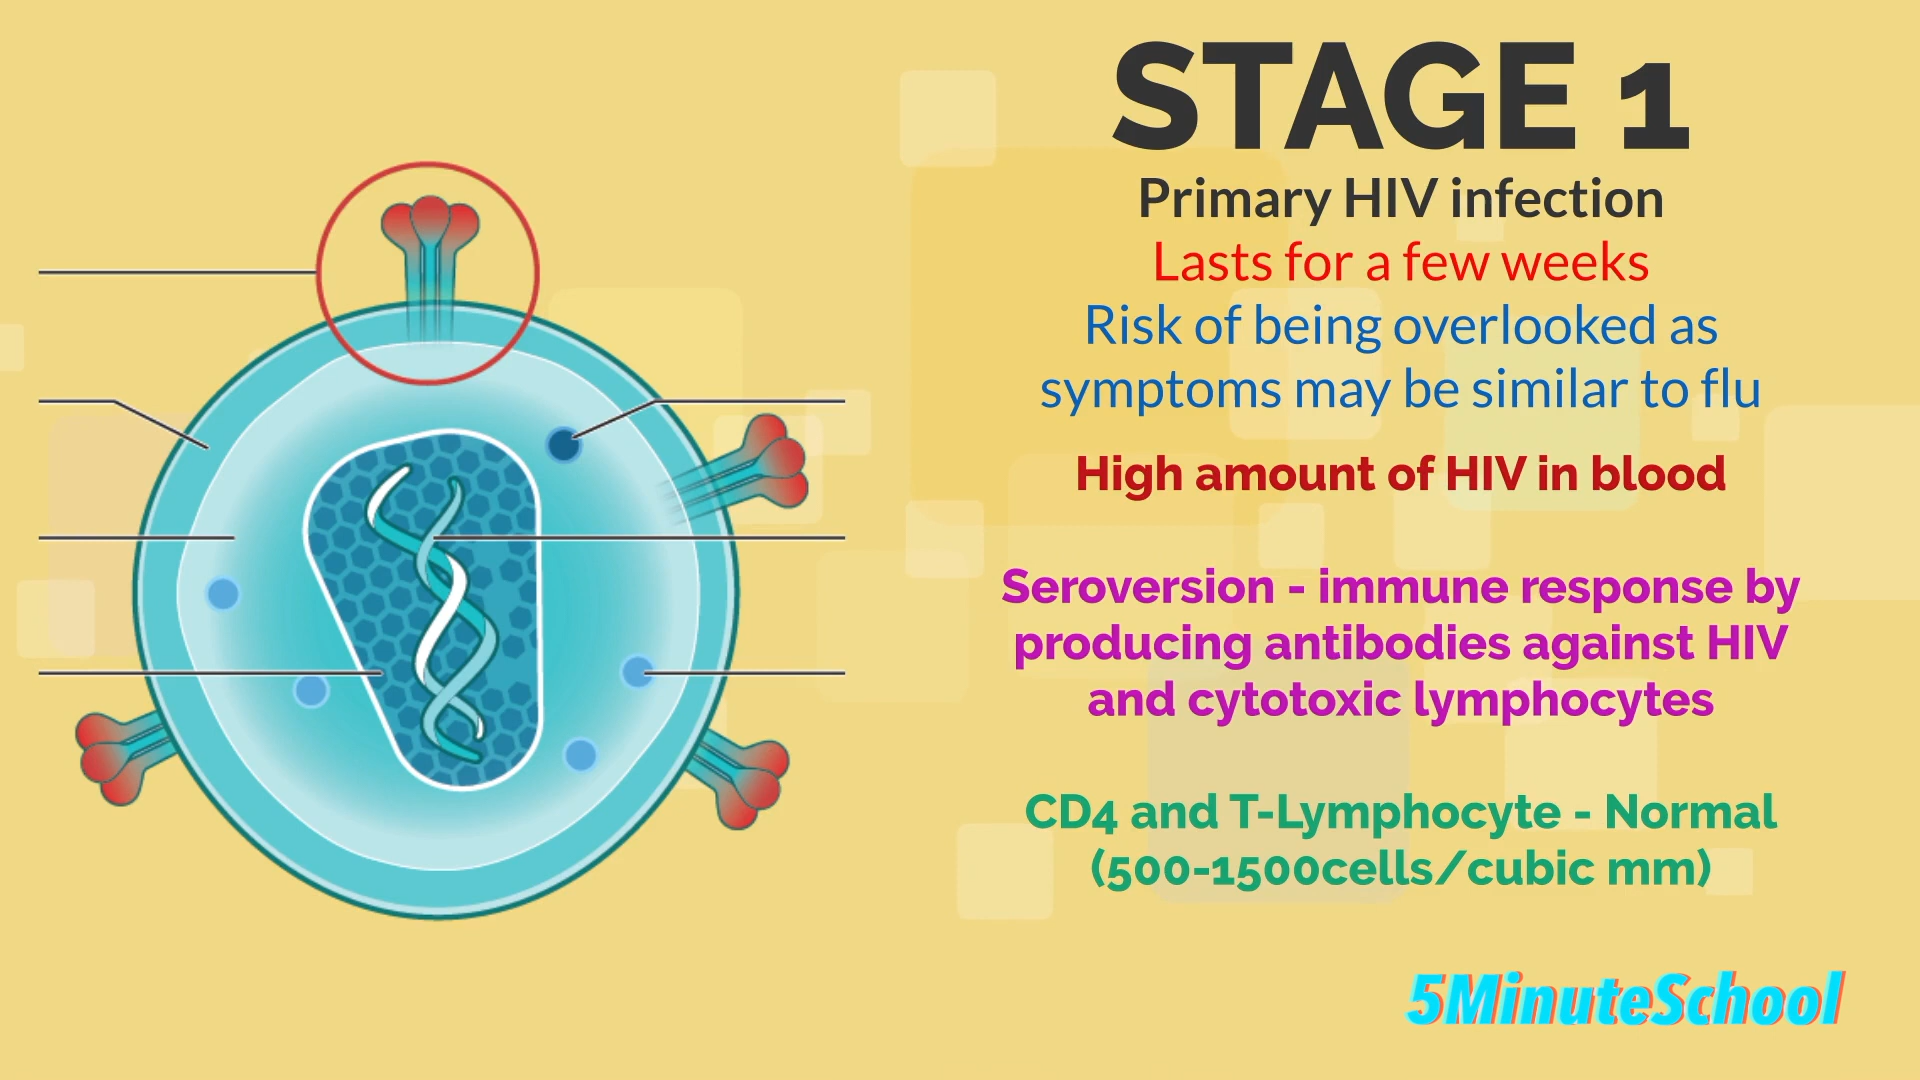 STAGE 1
Primary HIV infection
Lasts for a few weeks
Risk of being overlooked as
symptoms may be similar to flu
High amount of HIV in blood
Seroversion - immune response by
producing antibodies against HIV
and cytotoxic lymphocytes
CD4 and T-Lymphocyte - Normal
(500-1500cells/cubic mm)
5MinuteSchool